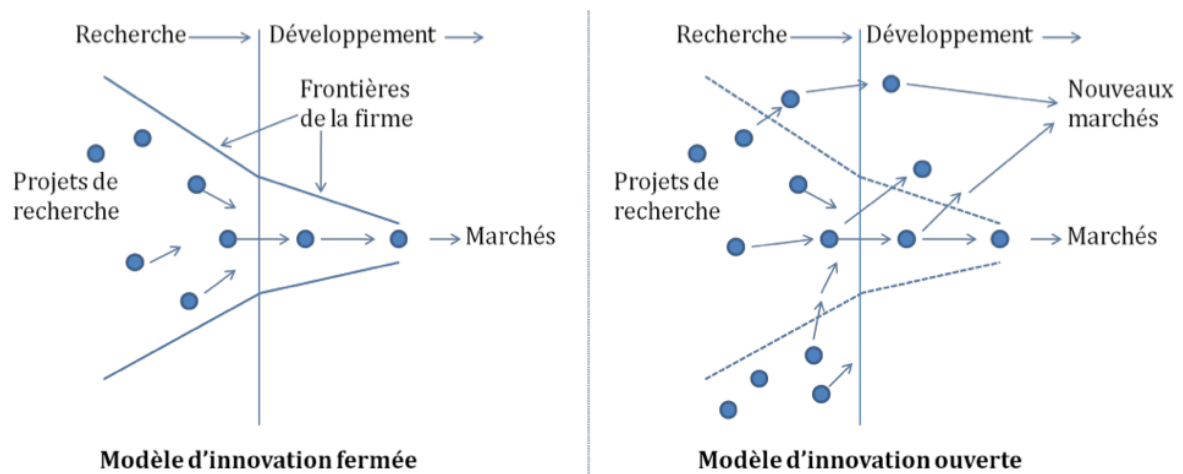 Recherche
Développement
Frontières
de la firme
Projets de
recherche
Marchés
Modèle d'innovation fermée
Recherche
Développement
Nouveaux
marchés
Projets de
recherche
Marchés
Modèle d'innovation ouverte